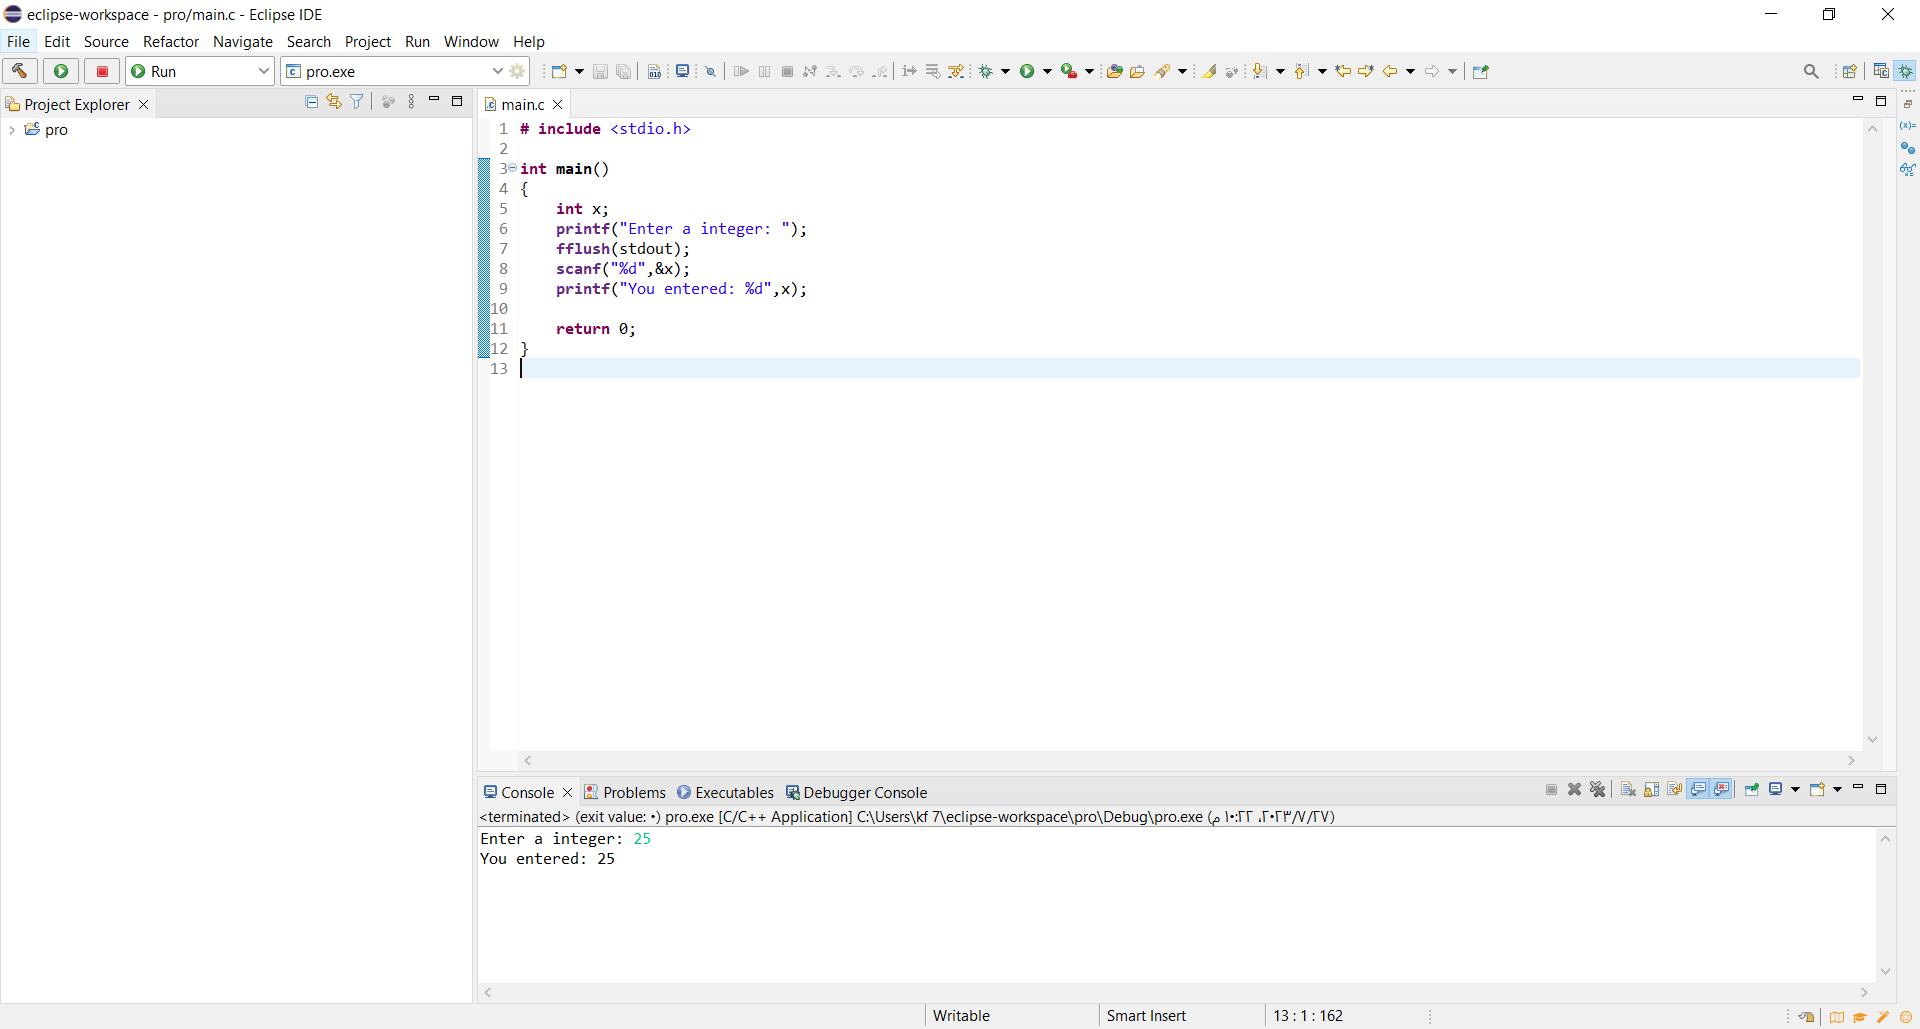 eclipse-workspace - pro/main.c - Eclipse IDE
File Edit Source Refactor Navigate Search Project Run Window Help
Run pro.exe
Project Explorer
pro
main.c
1 # include <stdio.h>
2
3 int main()
4 {
5 int x;
6 printf("Enter a integer: ");
7 fflush(stdout);
8 scanf("%d",&x);
9 printf("You entered: %d",x);
10
11 return 0;
12 }
13
Console Problems Executables Debugger Console
<terminated> (exit value: ٠) pro.exe [C/C++ Application] C:\Users\kf 7\eclipse-workspace\pro\Debug\pro.exe (٢٠٢٣/٧/٢٧، ١٠:٢٢ م)
Enter a integer: 25
You entered: 25
Writable Smart Insert 13 : 1 : 162